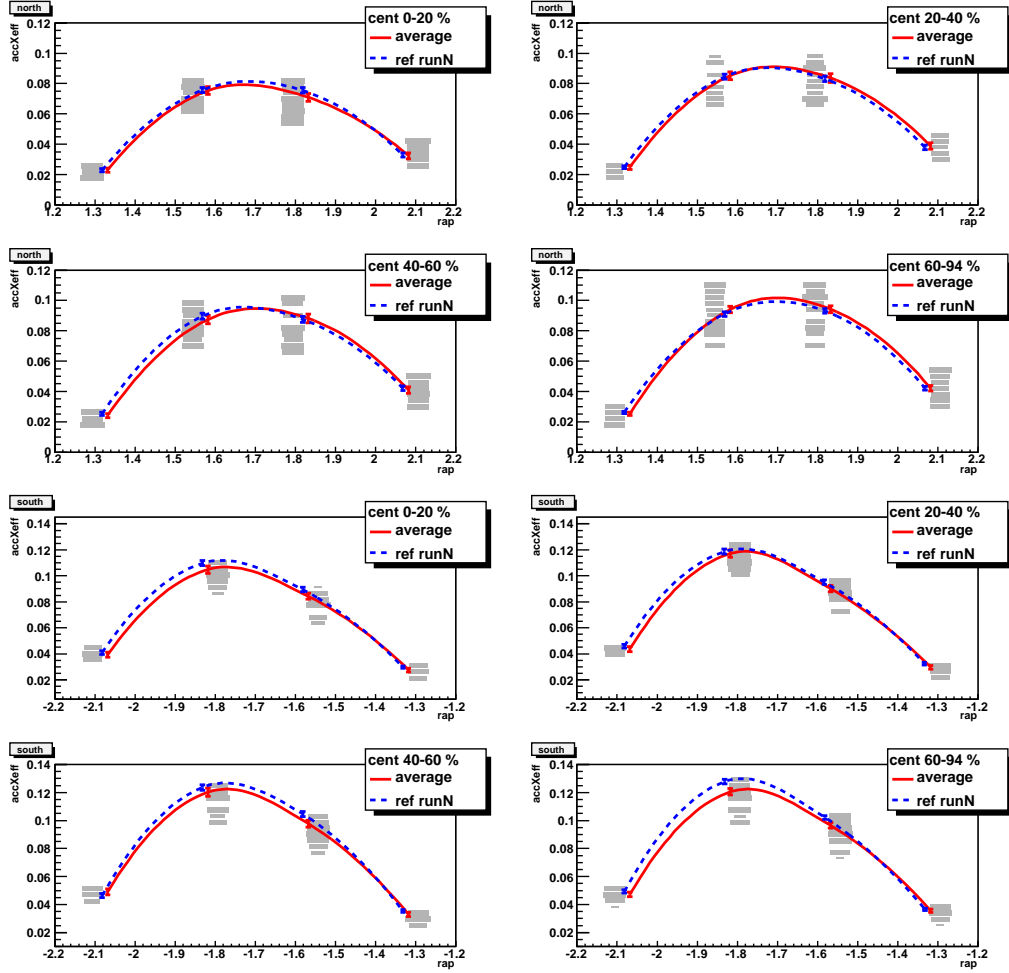 north
cent 0-20 %
average
ref runN
accXeff
0.12
0.1
0.08
0.06
0.04
0.02
0
1.2 1.3 1.4 1.5 1.6 1.7 1.8 1.9 2 2.1 2.2
rap
north
cent 20-40 %
average
ref runN
accXeff
0.12
0.1
0.08
0.06
0.04
0.02
0
1.2 1.3 1.4 1.5 1.6 1.7 1.8 1.9 2 2.1 2.2
rap
north
cent 40-60 %
average
ref runN
accXeff
0.12
0.1
0.08
0.06
0.04
0.02
0
1.2 1.3 1.4 1.5 1.6 1.7 1.8 1.9 2 2.1 2.2
rap
north
cent 60-94 %
average
ref runN
accXeff
0.12
0.1
0.08
0.06
0.04
0.02
0
1.2 1.3 1.4 1.5 1.6 1.7 1.8 1.9 2 2.1 2.2
rap
south
cent 0-20 %
average
ref runN
accXeff
0.14
0.12
0.1
0.08
0.06
0.04
0.02
-2.2 -2.1 -2 -1.9 -1.8 -1.7 -1.6 -1.5 -1.4 -1.3 -1.2
rap
south
cent 20-40 %
average
ref runN
accXeff
0.14
0.12
0.1
0.08
0.06
0.04
0.02
-2.2 -2.1 -2 -1.9 -1.8 -1.7 -1.6 -1.5 -1.4 -1.3 -1.2
rap
south
cent 40-60 %
average
ref runN
accXeff
0.14
0.12
0.1
0.08
0.06
0.04
0.02
-2.2 -2.1 -2 -1.9 -1.8 -1.7 -1.6 -1.5 -1.4 -1.3 -1.2
rap
south
cent 60-94 %
average
ref runN
accXeff
0.14
0.12
0.1
0.08
0.06
0.04
0.02
-2.2 -2.1 -2 -1.9 -1.8 -1.7 -1.6 -1.5 -1.4 -1.3 -1.2
rap